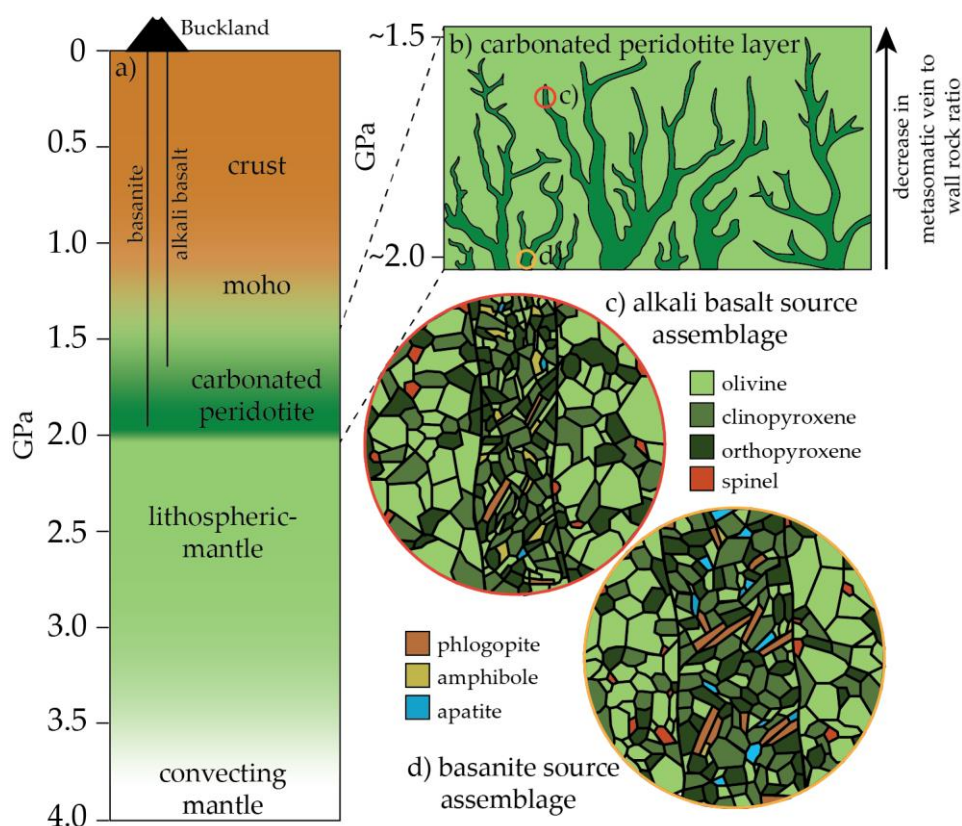 Buckland
0
a)
0.5
1.0
1.5
2.0
2.5
3.0
3.5
4.0
GPa
basanite
alkali basalt
crust
moho
carbonated
peridotite
lithospheric-
mantle
convecting
mantle
~1.5
~2.0
GPa
b) carbonated peridotite layer
c)
d)
decrease in
metasomatic vein to
wall rock ratio
c) alkali basalt source
assemblage
olivine
clinopyroxene
orthopyroxene
spinel
phlogopite
amphibole
apatite
d) basanite source
assemblage